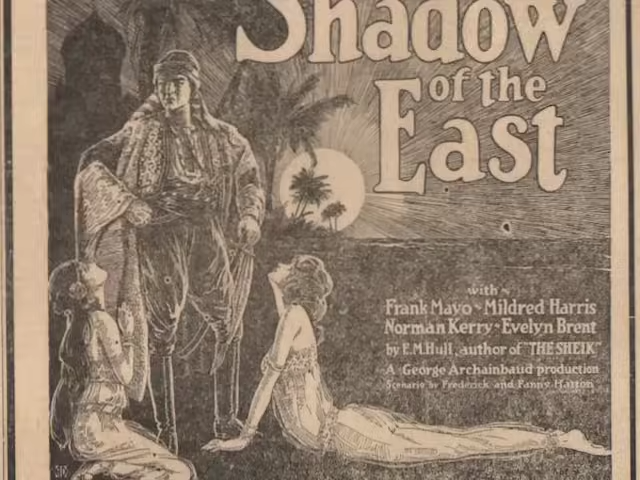 Shadow
of the
East
with
Frank Mayo ~ Mildred Harris
Norman Kerry ~ Evelyn Brent
by E.M.Hull, author of "THE SHEIK"
A George Archainbaud production
Scenario by Frederick and Fanny Hatton